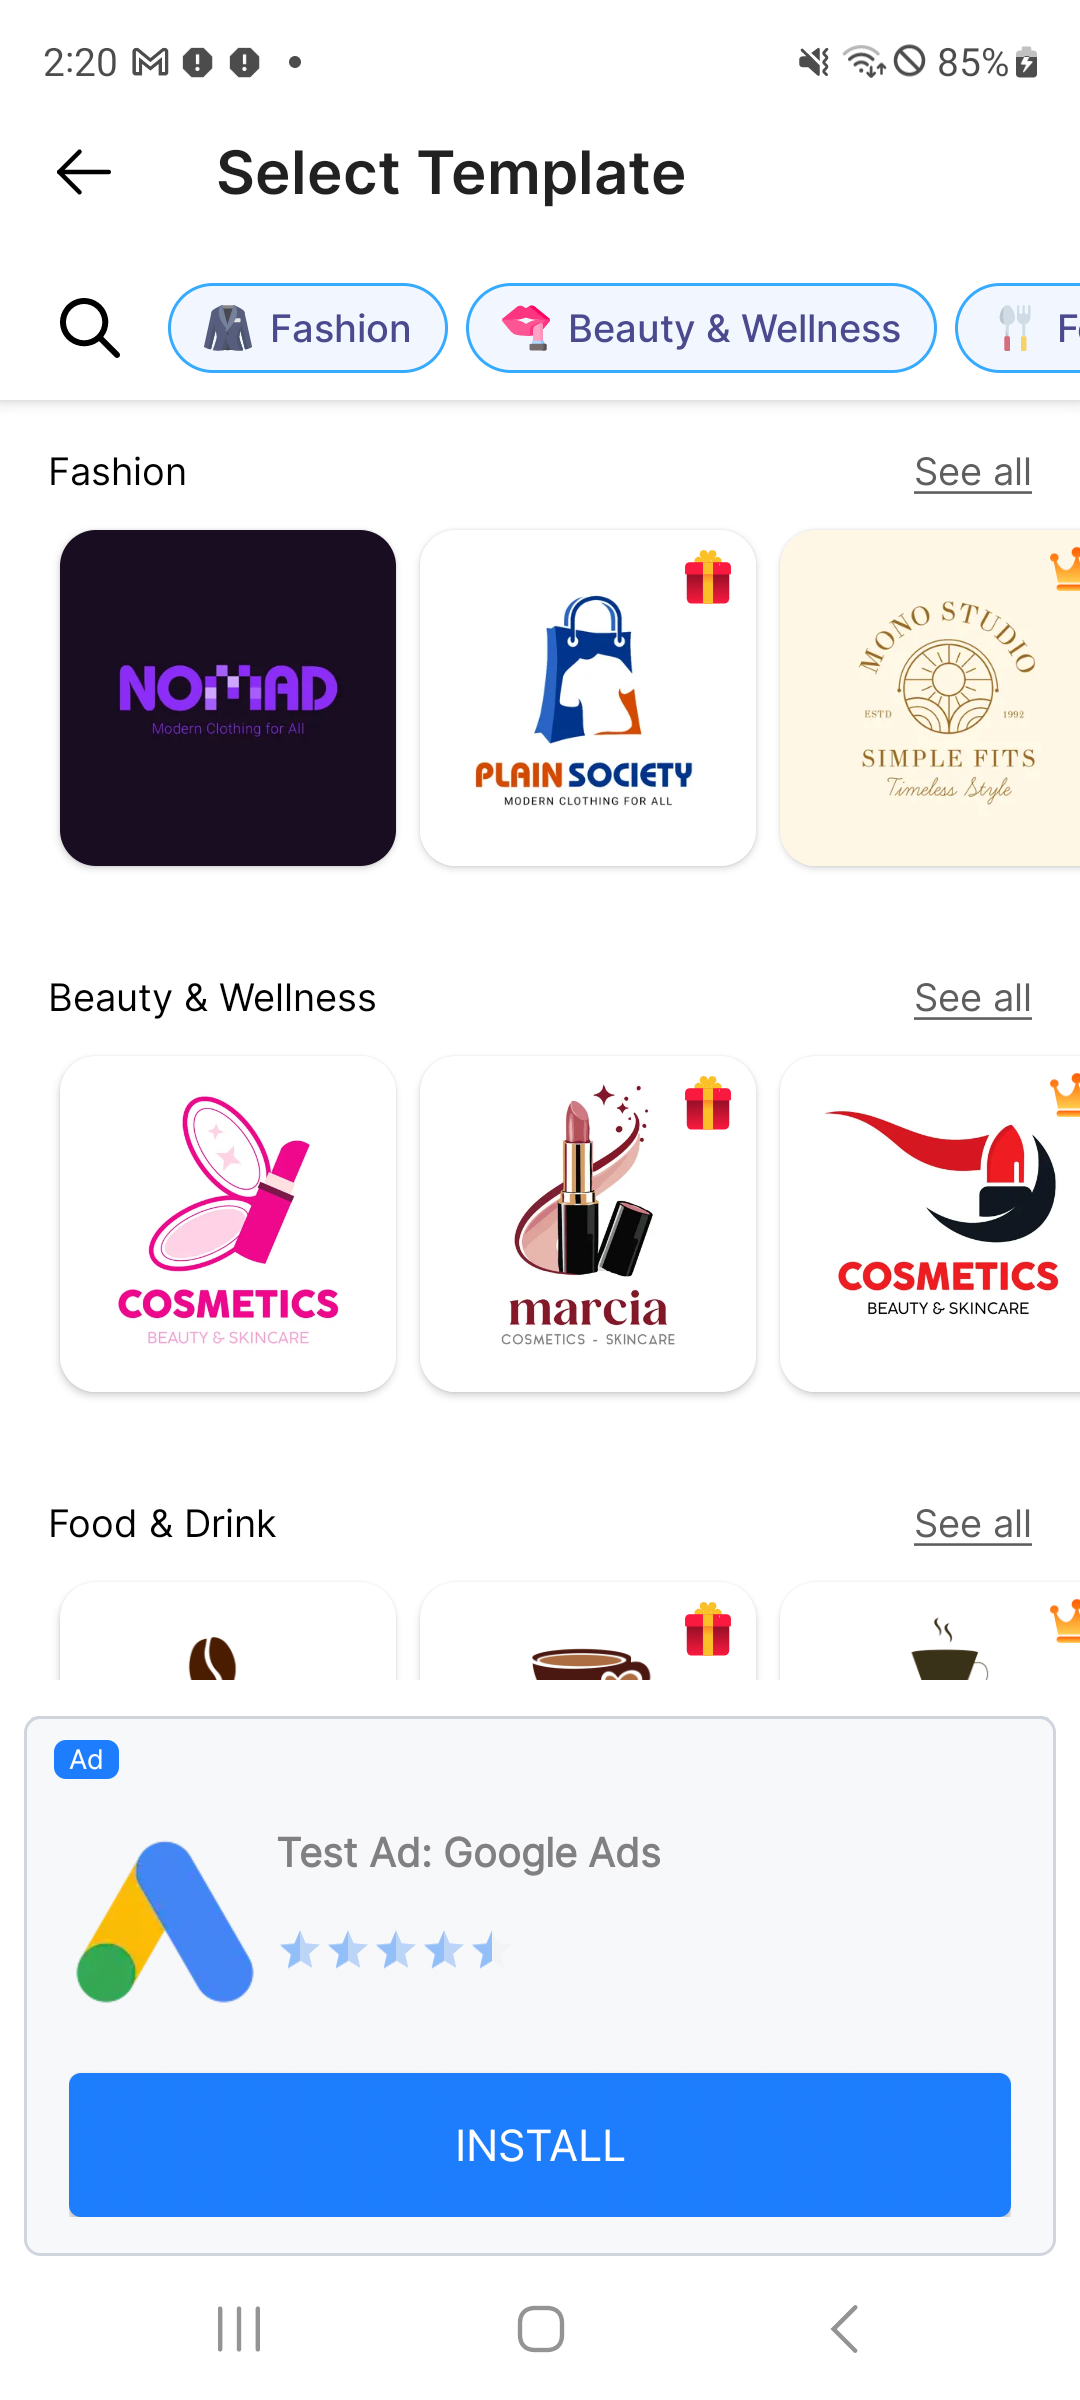 2:20
85%
Select Template
Fashion
Beauty & Wellness
Fashion
See all
NOMAD
Modern Clothing for All
PLAIN SOCIETY
MODERN CLOTHING FOR ALL
MONO STUDIO
ESTD
1992
SIMPLE FITS
Timeless Style
Beauty & Wellness
See all
COSMETICS
BEAUTY & SKINCARE
marcia
COSMETICS - SKINCARE
COSMETICS
BEAUTY & SKINCARE
Food & Drink
See all
Ad
Test Ad: Google Ads
INSTALL